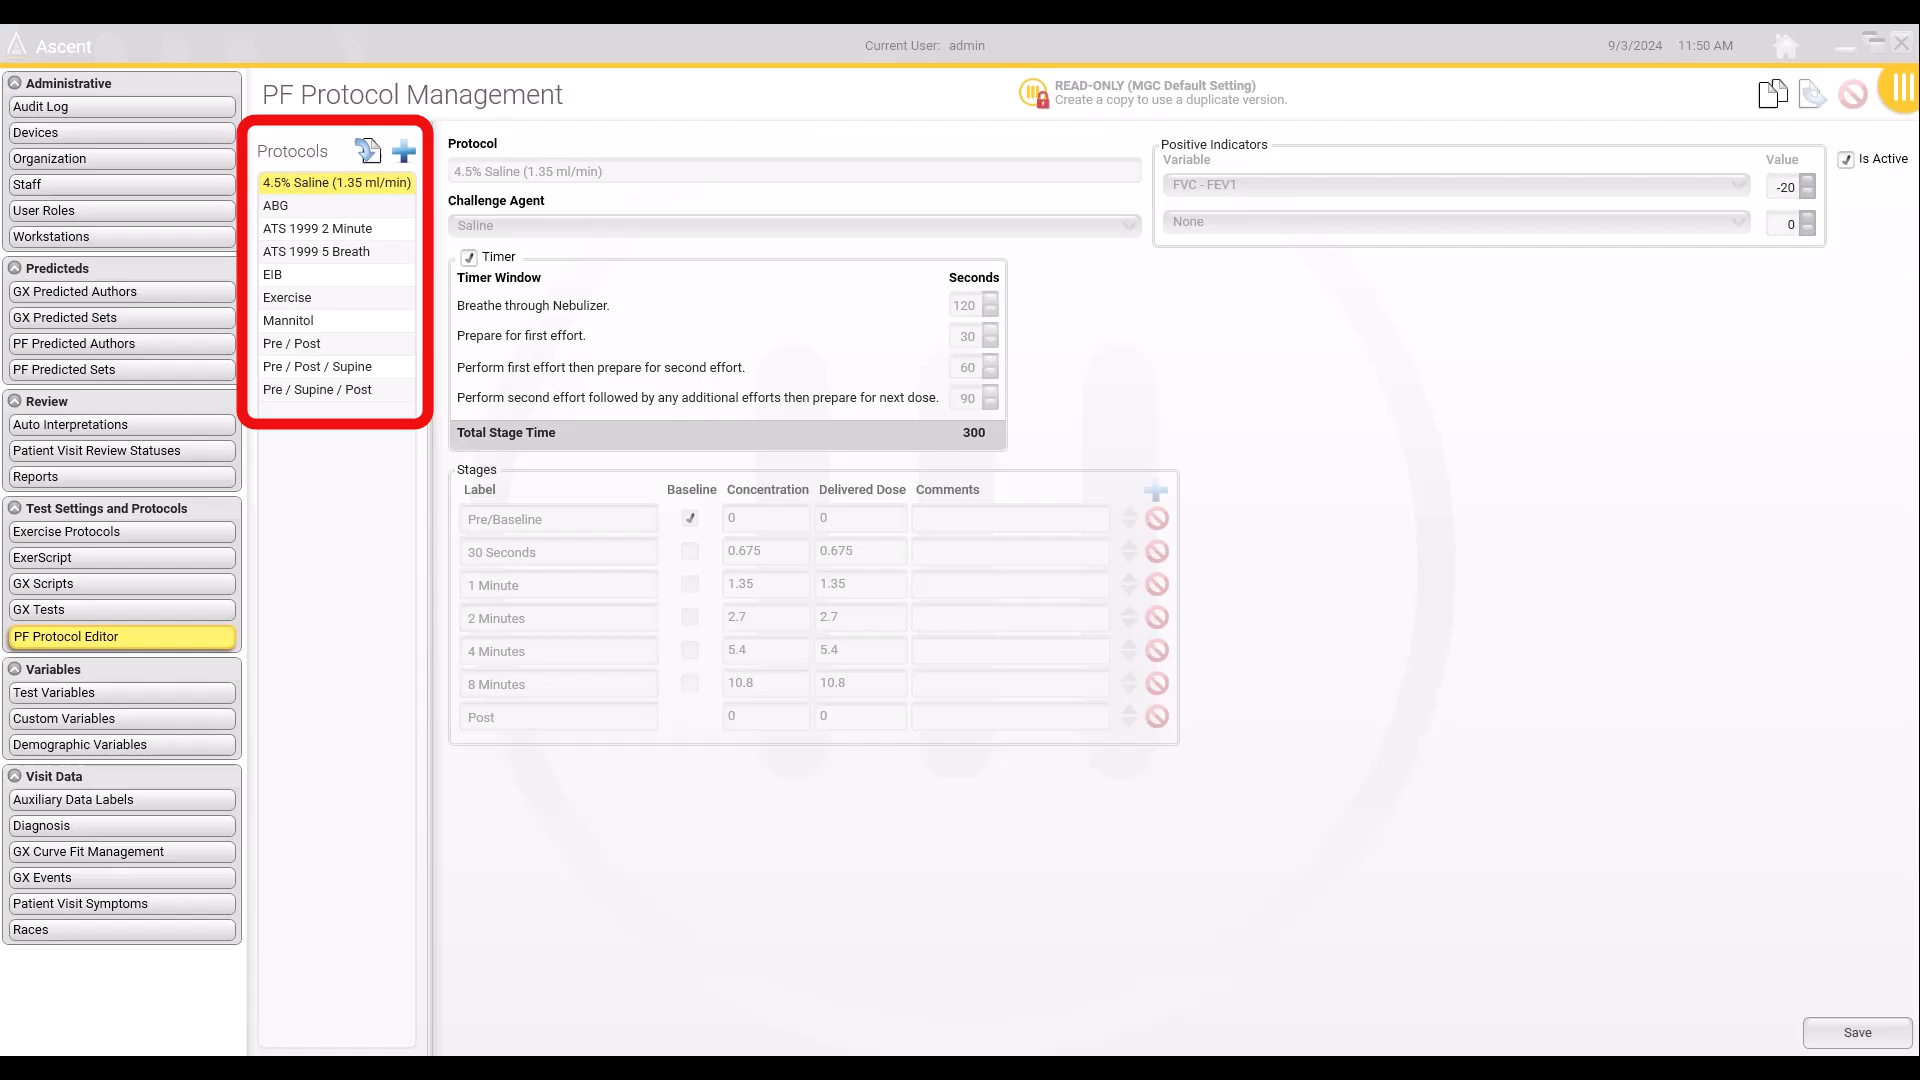 Ascent
Current User: admin
9/3/2024 11:50 AM
Administrative
Audit Log
Devices
Organization
Staff
User Roles
Workstations
Predicteds
GX Predicted Authors
GX Predicted Sets
PF Predicted Authors
PF Predicted Sets
Review
Auto Interpretations
Patient Visit Review Statuses
Reports
Test Settings and Protocols
Exercise Protocols
ExerScript
GX Scripts
GX Tests
PF Protocol Editor
Variables
Test Variables
Custom Variables
Demographic Variables
Visit Data
Auxiliary Data Labels
Diagnosis
GX Curve Fit Management
GX Events
Patient Visit Symptoms
Races
PF Protocol Management
READ-ONLY (MGC Default Setting)
Create a copy to use a duplicate version.
Protocols
4.5% Saline (1.35 ml/min)
ABG
ATS 1999 2 Minute
ATS 1999 5 Breath
EIB
Exercise
Mannitol
Pre / Post
Pre / Post / Supine
Pre / Supine / Post
Protocol
4.5% Saline (1.35 ml/min)
Challenge Agent
Saline
Timer
Timer Window Seconds
Breathe through Nebulizer. 120
Prepare for first effort. 30
Perform first effort then prepare for second effort. 60
Perform second effort followed by any additional efforts then prepare for next dose. 90
Total Stage Time 300
Positive Indicators
Variable Value
FVC - FEV1 -20
None 0
Is Active
Stages
Label Baseline Concentration Delivered Dose Comments
Pre/Baseline 0 0
30 Seconds 0.675 0.675
1 Minute 1.35 1.35
2 Minutes 2.7 2.7
4 Minutes 5.4 5.4
8 Minutes 10.8 10.8
Post 0 0
Save